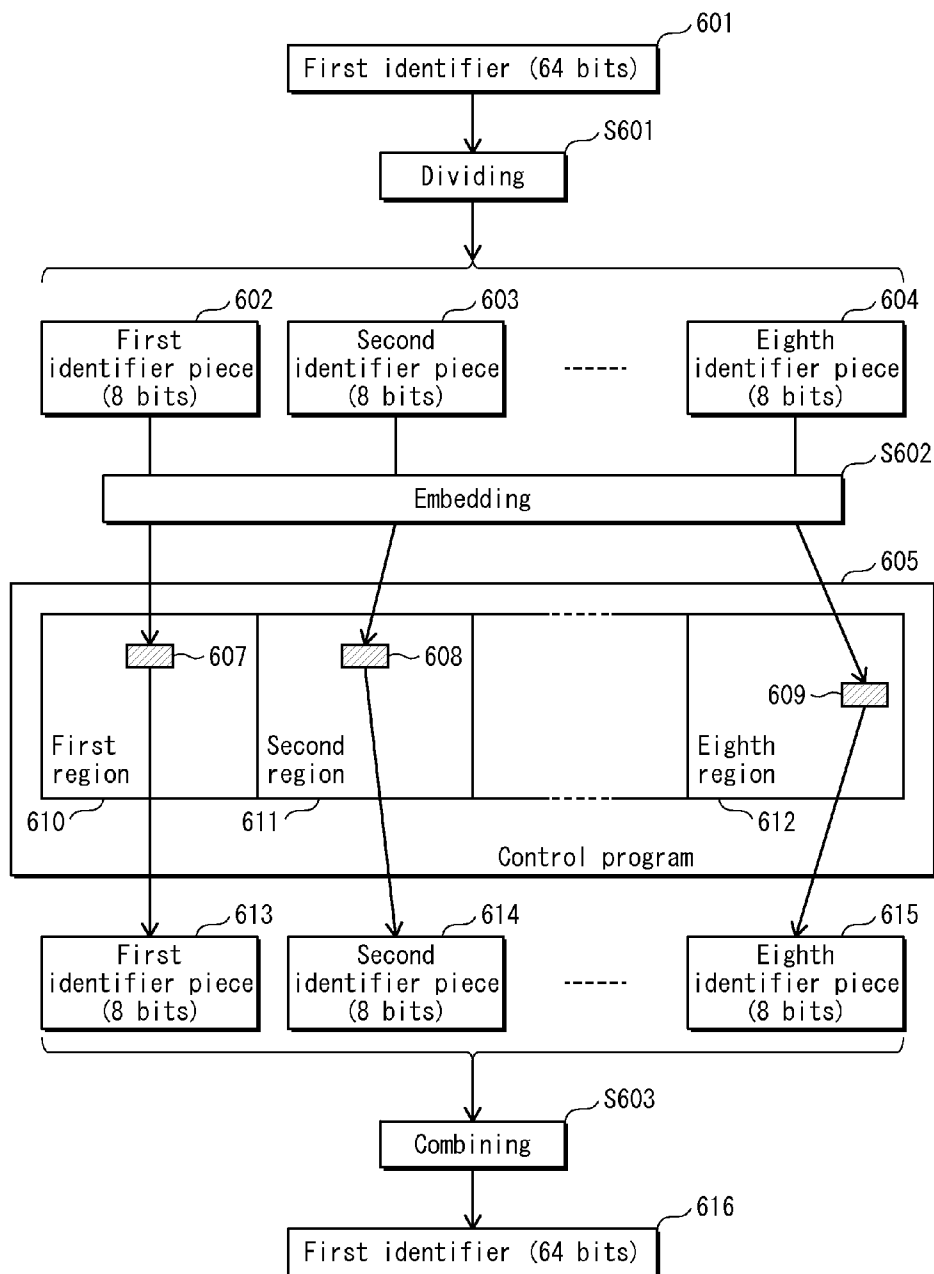 601
First identifier (64 bits)
S601
Dividing
602
603
604
First
identifier piece
(8 bits)
Second
identifier piece
(8 bits)
Eighth
identifier piece
(8 bits)
S602
Embedding
605
607
608
609
First
region
Second
region
Eighth
region
610
611
612
Control program
613
614
615
First
identifier piece
(8 bits)
Second
identifier piece
(8 bits)
Eighth
identifier piece
(8 bits)
S603
Combining
616
First identifier (64 bits)